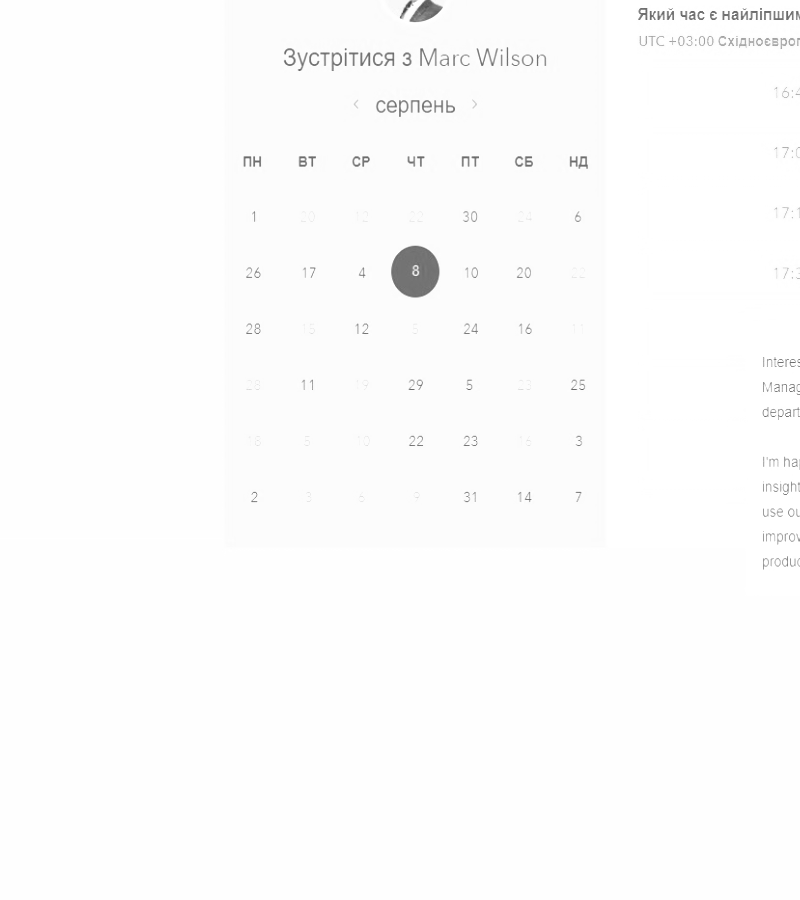 Зустрітися з Marc Wilson
‹ серпень ›
ПН ВТ СР ЧТ ПТ СБ НД
1 20 12 22 30 24 6
26 17 4 8 10 20 22
28 15 12 5 24 16 11
28 11 19 29 5 23 25
18 5 10 22 23 16 3
2 3 6 9 31 14 7
Який час є найліпшим
UTC +03:00 Східноєвроп
16:4
17:0
17:1
17:3
Interes
Manag
depart
I'm ha
insight
use ou
improv
produc